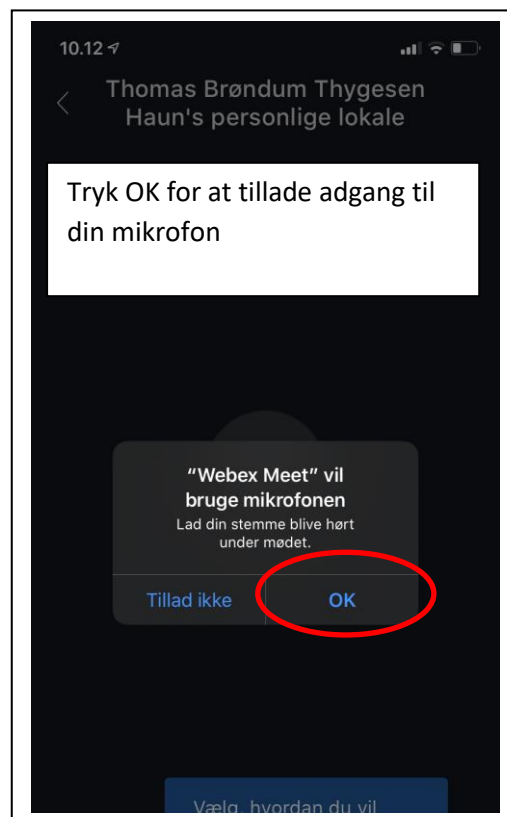 10.12
Thomas Brøndum Thygesen
Haun's personlige lokale
Tryk OK for at tillade adgang til
din mikrofon
"Webex Meet" vil
bruge mikrofonen
Lad din stemme blive hørt
under mødet.
Tillad ikke
OK
Vælg, hvordan du vil